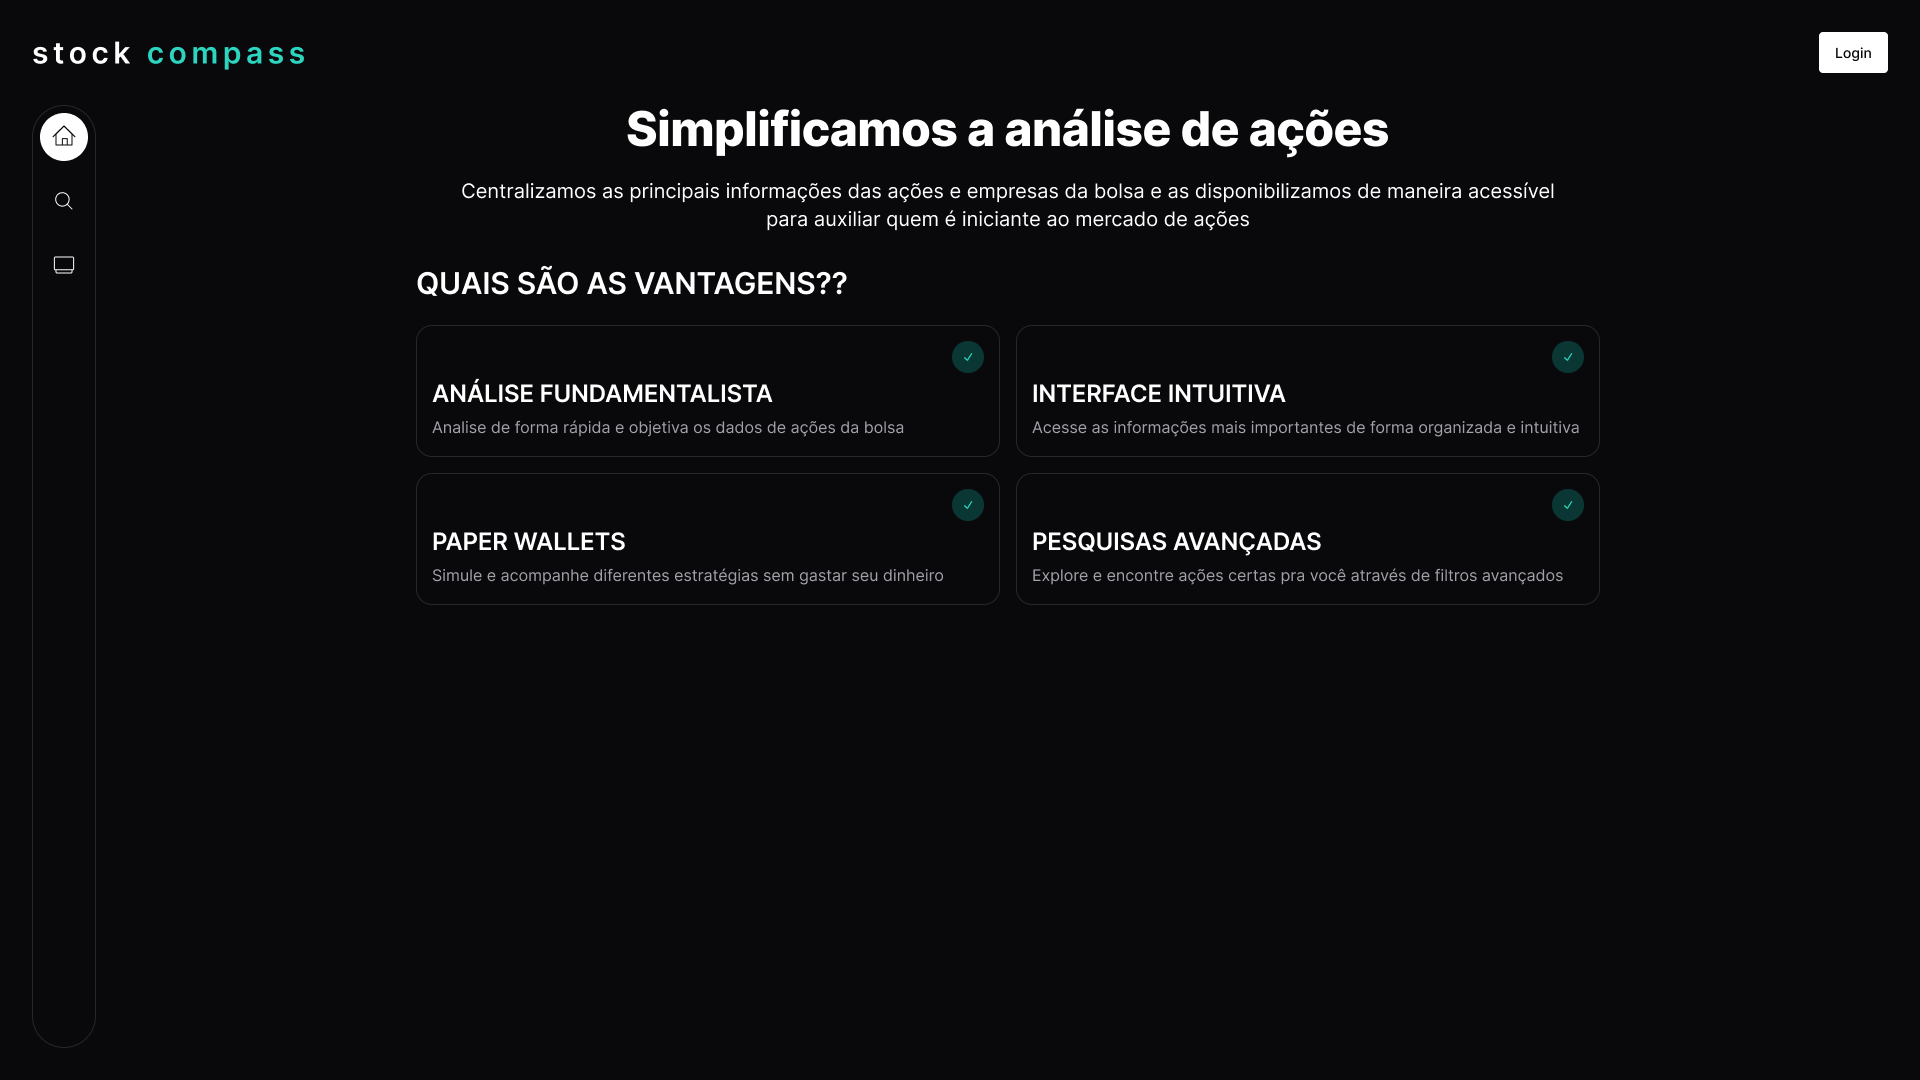 stock compass
Login
Simplificamos a análise de ações
Centralizamos as principais informações das ações e empresas da bolsa e as disponibilizamos de maneira acessível
para auxiliar quem é iniciante ao mercado de ações
QUAIS SÃO AS VANTAGENS??
ANÁLISE FUNDAMENTALISTA
Analise de forma rápida e objetiva os dados de ações da bolsa
INTERFACE INTUITIVA
Acesse as informações mais importantes de forma organizada e intuitiva
PAPER WALLETS
Simule e acompanhe diferentes estratégias sem gastar seu dinheiro
PESQUISAS AVANÇADAS
Explore e encontre ações certas pra você através de filtros avançados